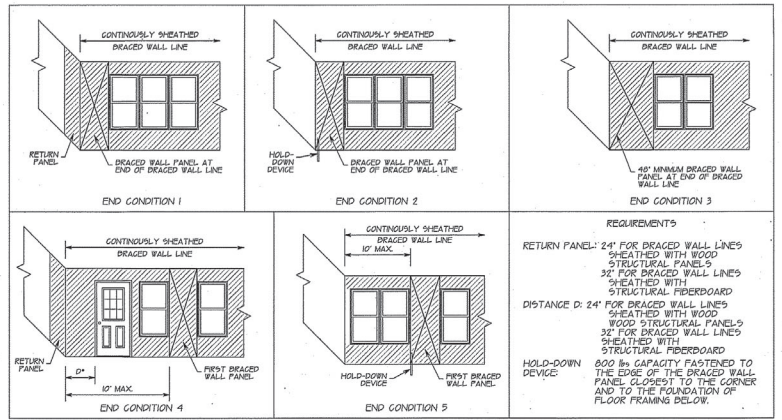 CONTINOUSLY SHEATHED
BRACED WALL LINE
RETURN
PANEL
BRACED WALL PANEL AT
END OF BRACED WALL LINE
END CONDITION 1
CONTINOUSLY SHEATHED
BRACED WALL LINE
HOLD-
DOWN
DEVICE
BRACED WALL PANEL AT
END OF BRACED WALL LINE
END CONDITION 2
CONTINOUSLY SHEATHED
BRACED WALL LINE
48" MINIMUM BRACED WALL
PANEL AT END OF BRACED
WALL LINE
END CONDITION 3
CONTINOUSLY SHEATHED
BRACED WALL LINE
RETURN
PANEL
D"
10' MAX.
FIRST BRACED
WALL PANEL
END CONDITION 4
CONTINOUSLY SHEATHED
BRACED WALL LINE
10' MAX.
HOLD-DOWN
DEVICE
FIRST BRACED
WALL PANEL
END CONDITION 5
REQUIREMENTS
RETURN PANEL: 24" FOR BRACED WALL LINES
SHEATHED WITH WOOD
STRUCTURAL PANELS
32" FOR BRACED WALL LINES
SHEATHED WITH
STRUCTURAL FIBERBOARD
DISTANCE D: 24" FOR BRACED WALL LINES
SHEATHED WITH WOOD
WOOD STRUCTURAL PANELS
32" FOR BRACED WALL LINES
SHEATHED WITH
STRUCTURAL FIBERBOARD
HOLD-DOWN 800 lbs CAPACITY FASTENED TO
DEVICE: THE EDGE OF THE BRACED WALL
PANEL CLOSEST TO THE CORNER
AND TO THE FOUNDATION OF
FLOOR FRAMING BELOW.